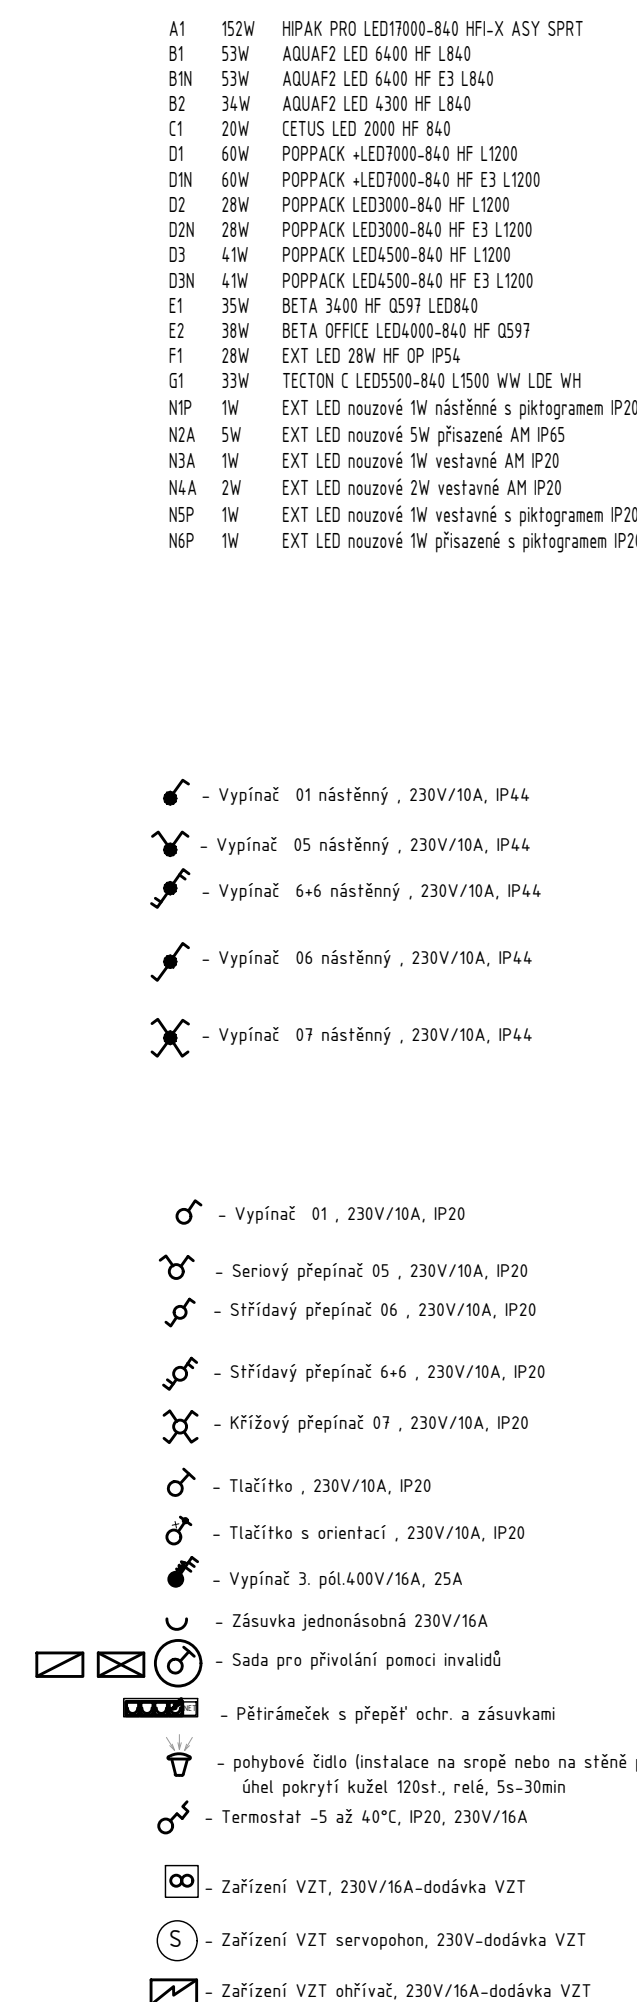 A1 152W HIPAK PRO LED17000-840 HFI-X ASY SPRT
B1 53W AQUAF2 LED 6400 HF L840
B1N 53W AQUAF2 LED 6400 HF E3 L840
B2 34W AQUAF2 LED 4300 HF L840
C1 20W CETUS LED 2000 HF 840
D1 60W POPPACK +LED7000-840 HF L1200
D1N 60W POPPACK +LED7000-840 HF E3 L1200
D2 28W POPPACK LED3000-840 HF L1200
D2N 28W POPPACK LED3000-840 HF E3 L1200
D3 41W POPPACK LED4500-840 HF L1200
D3N 41W POPPACK LED4500-840 HF E3 L1200
E1 35W BETA 3400 HF Q597 LED840
E2 38W BETA OFFICE LED4000-840 HF Q597
F1 28W EXT LED 28W HF OP IP54
G1 33W TECTON C LED5500-840 L1500 WW LDE WH
N1P 1W EXT LED nouzové 1W nástěnné s piktogramem IP20
N2A 5W EXT LED nouzové 5W přisazené AM IP65
N3A 1W EXT LED nouzové 1W vestavné AM IP20
N4A 2W EXT LED nouzové 2W vestavné AM IP20
N5P 1W EXT LED nouzové 1W vestavné s piktogramem IP20
N6P 1W EXT LED nouzové 1W přisazené s piktogramem IP20
- Vypínač 01 nástěnný , 230V/10A, IP44
- Vypínač 05 nástěnný , 230V/10A, IP44
- Vypínač 6+6 nástěnný , 230V/10A, IP44
- Vypínač 06 nástěnný , 230V/10A, IP44
- Vypínač 07 nástěnný , 230V/10A, IP44
- Vypínač 01 , 230V/10A, IP20
- Seriový přepínač 05 , 230V/10A, IP20
- Střídavý přepínač 06 , 230V/10A, IP20
- Střídavý přepínač 6+6 , 230V/10A, IP20
- Křížový přepínač 07 , 230V/10A, IP20
- Tlačítko , 230V/10A, IP20
- Tlačítko s orientací , 230V/10A, IP20
- Vypínač 3. pól.400V/16A, 25A
- Zásuvka jednonásobná 230V/16A
- Sada pro přivolání pomoci invalidů
- Pětirámeček s přepěť ochr. a zásuvkami
- pohybové čidlo (instalace na sropě nebo na stěně
úhel pokrytí kužel 120st., relé, 5s-30min
- Termostat -5 až 40°C, IP20, 230V/16A
- Zařízení VZT, 230V/16A-dodávka VZT
S - Zařízení VZT servopohon, 230V-dodávka VZT
- Zařízení VZT ohřívač, 230V/16A-dodávka VZT